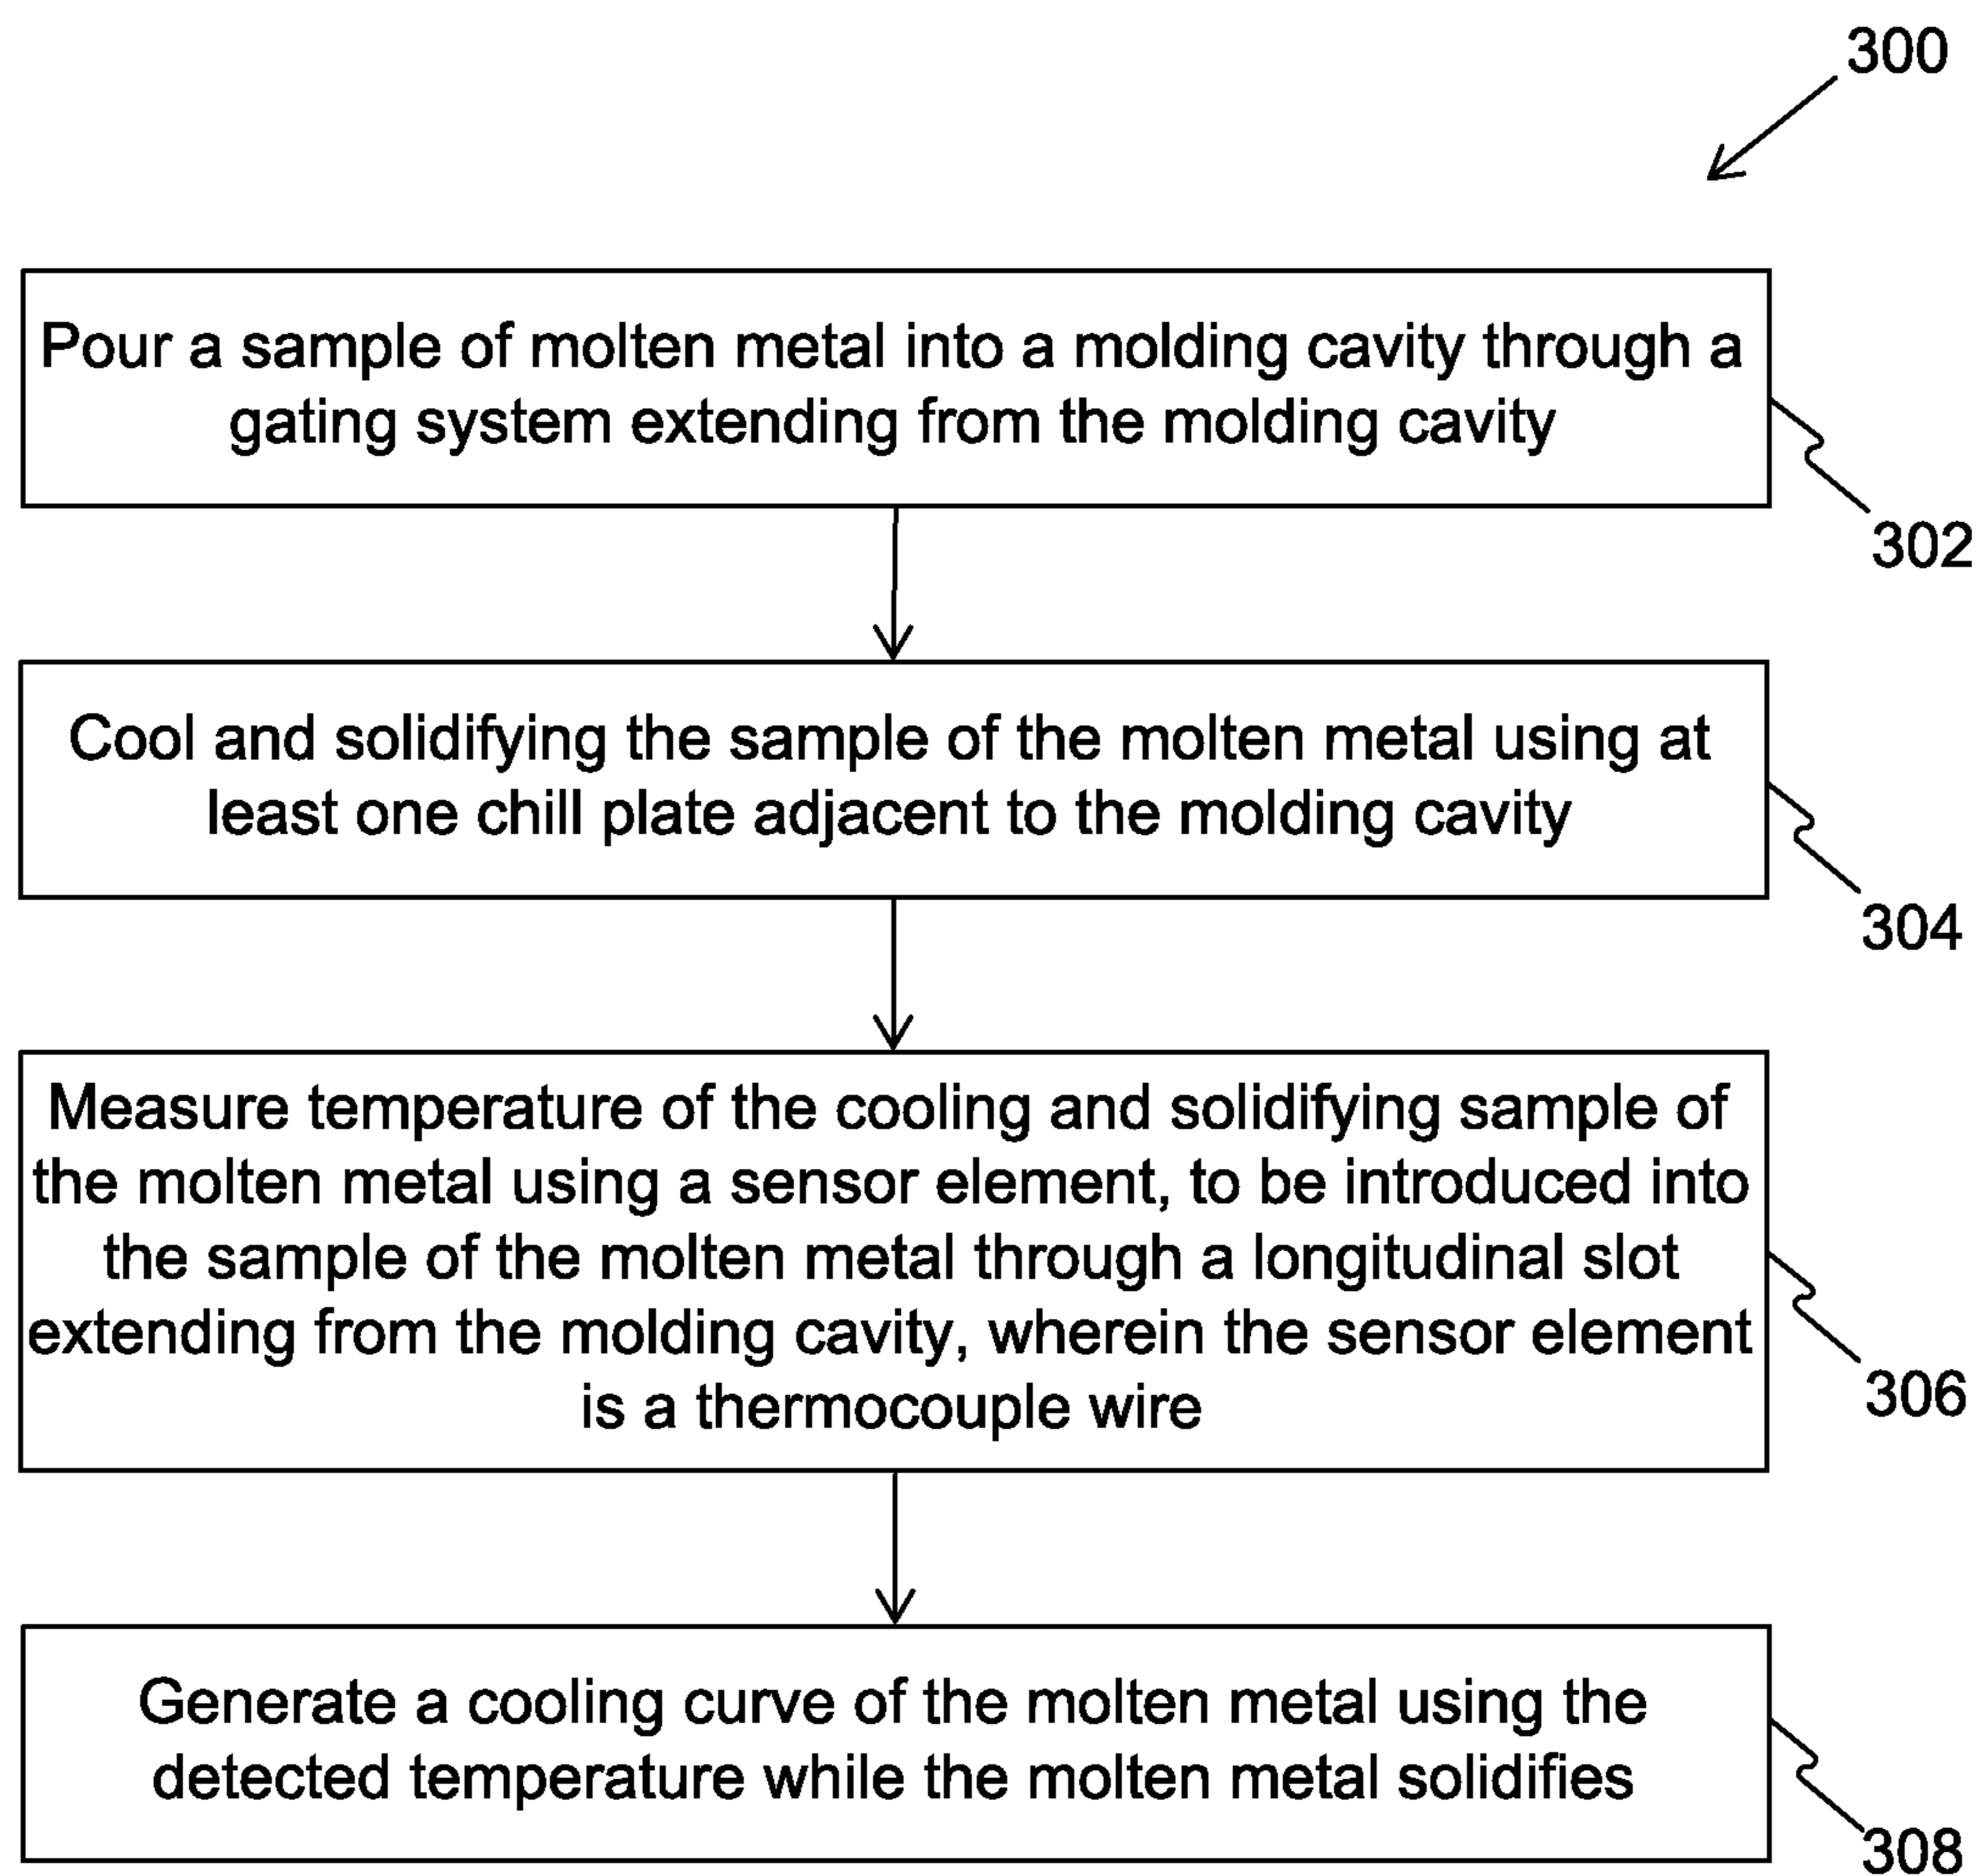 300
Pour a sample of molten metal into a molding cavity through a
gating system extending from the molding cavity
302
Cool and solidifying the sample of the molten metal using at
least one chill plate adjacent to the molding cavity
304
Measure temperature of the cooling and solidifying sample of
the molten metal using a sensor element, to be introduced into
the sample of the molten metal through a longitudinal slot
extending from the molding cavity, wherein the sensor element
is a thermocouple wire
306
Generate a cooling curve of the molten metal using the
detected temperature while the molten metal solidifies
308